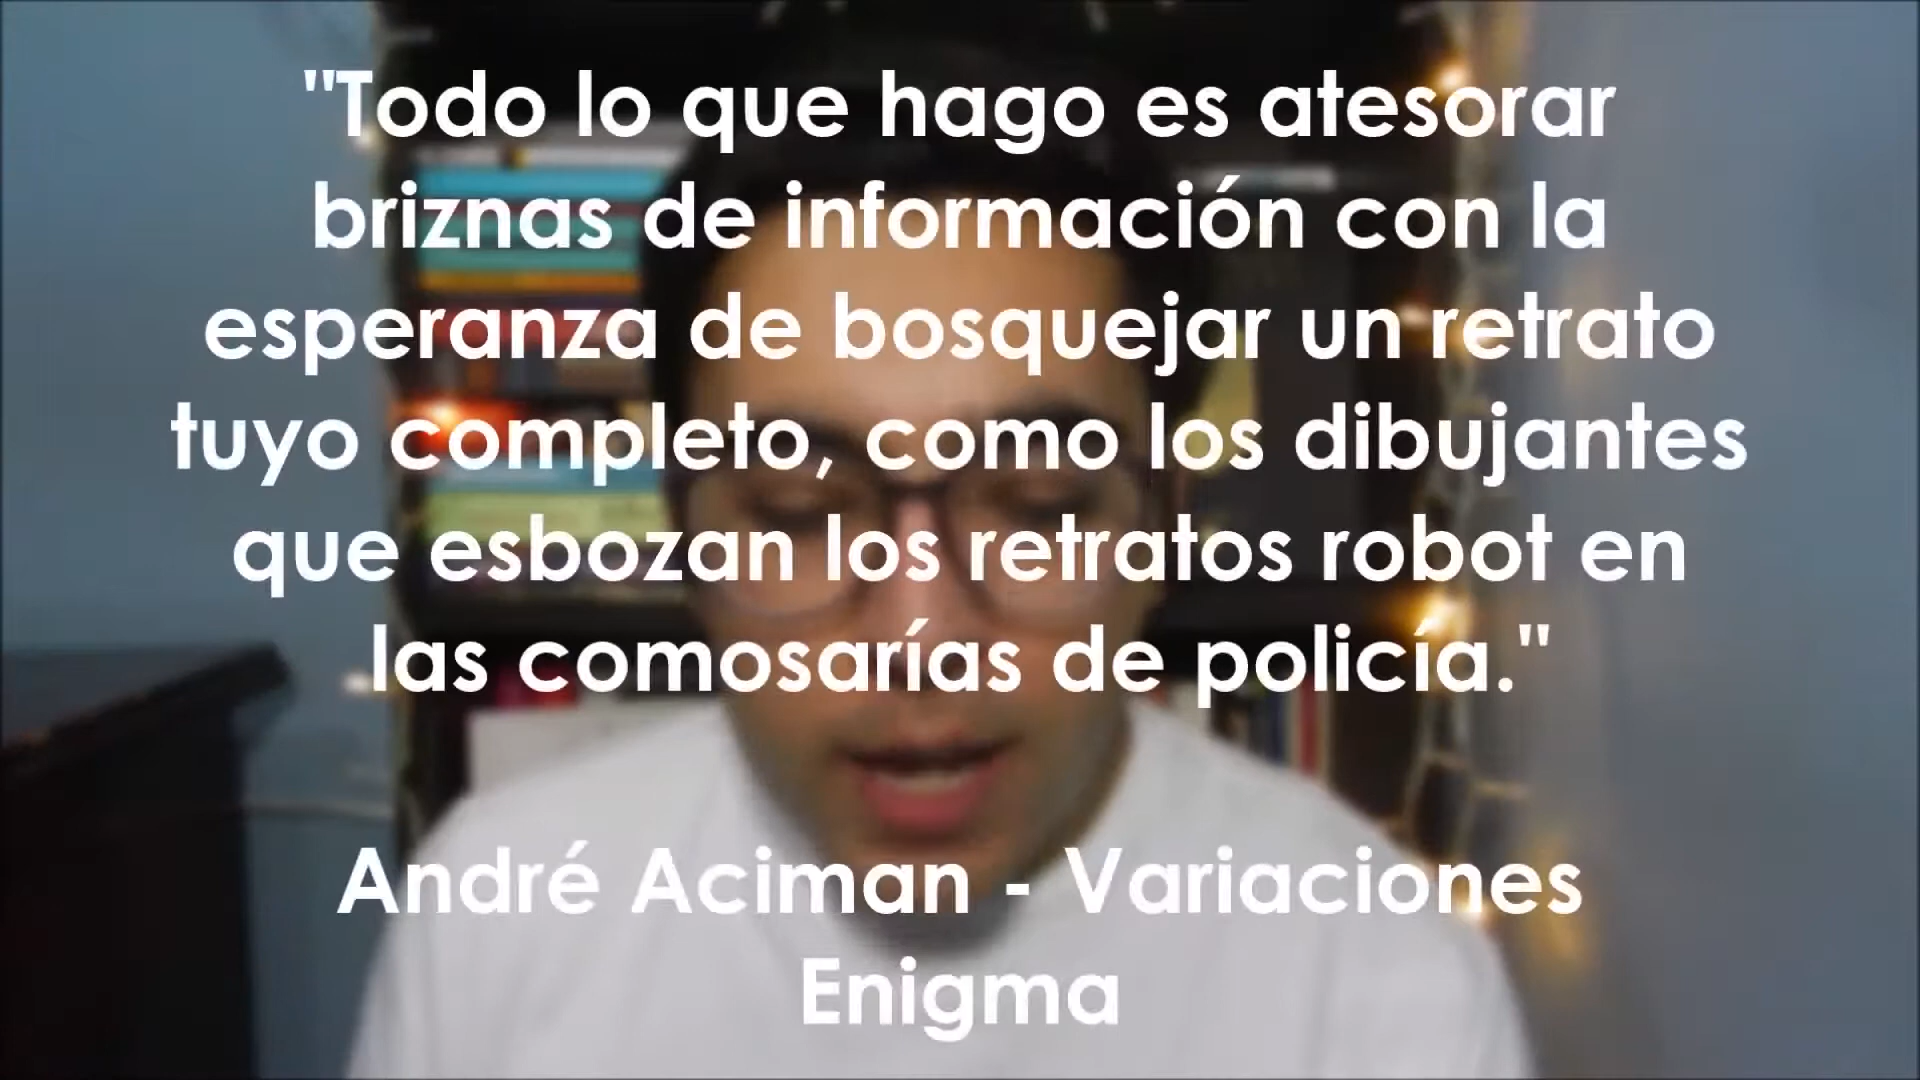 "Todo lo que hago es atesorar
briznas de información con la
esperanza de bosquejar un retrato
tuyo completo, como los dibujantes
que esbozan los retratos robot en
las comosarías de policía."
André Aciman - Variaciones
Enigma